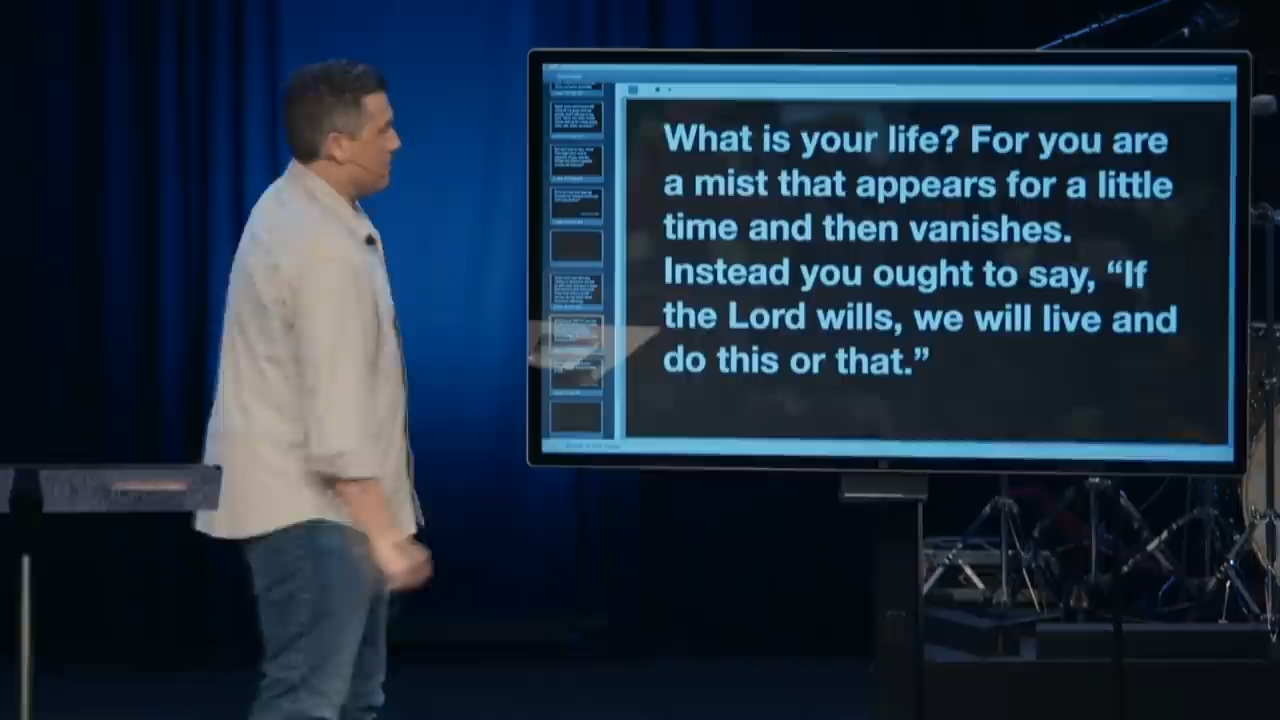 What is your life? For you are
a mist that appears for a little
time and then vanishes.
Instead you ought to say, “If
the Lord wills, we will live and
do this or that.”